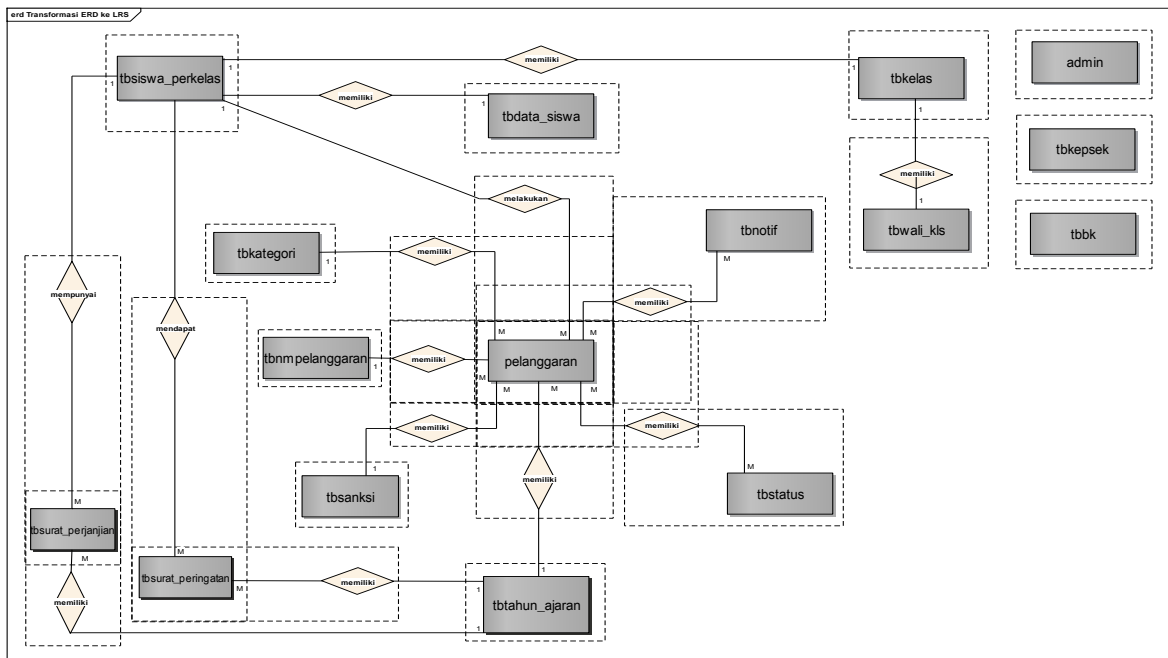 erd Transformasi ERD ke LRS
tbsiswa_perkelas
1
1
1
1
memiliki
1
tbkelas
1
admin
memiliki
1
tbdata_siswa
tbkepsek
memiliki
1
tbwali_kls
tbbk
melakukan
tbkategori
1
memiliki
tbnotif
M
mempunyai
mendapat
memiliki
M
M
M
tbnmpelanggaran
1
memiliki
M
pelanggaran
M
M
M
memiliki
memiliki
1
M
tbsanksi
memiliki
tbstatus
M
tbsurat_perjanjian
M
M
tbsurat_peringatan
M
memiliki
1
1
tbtahun_ajaran
1
memiliki